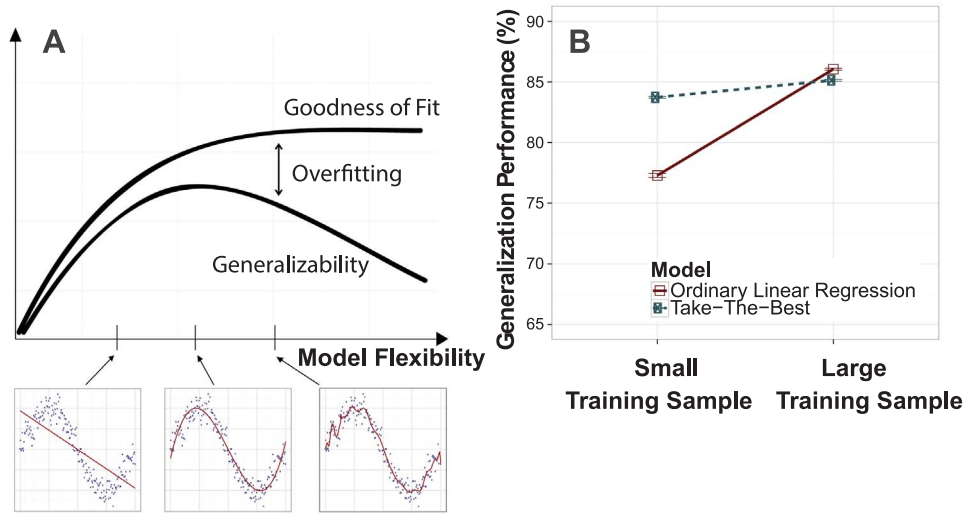 A
Goodness of Fit
Overfitting
Generalizability
Model Flexibility
B
Generalization Performance (%)
90
85
80
75
70
65
Model
Ordinary Linear Regression
Take−The−Best
Small
Training Sample
Large
Training Sample